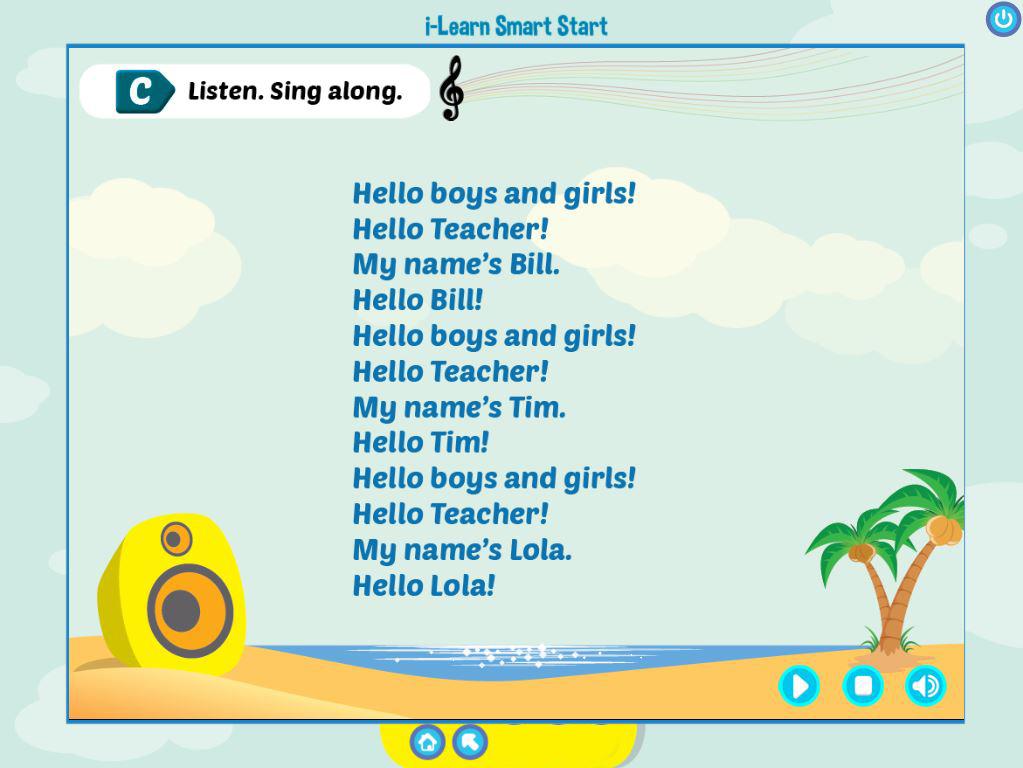 i-Learn Smart Start
C Listen. Sing along.
Hello boys and girls!
Hello Teacher!
My name's Bill.
Hello Bill!
Hello boys and girls!
Hello Teacher!
My name's Tim.
Hello Tim!
Hello boys and girls!
Hello Teacher!
My name's Lola.
Hello Lola!